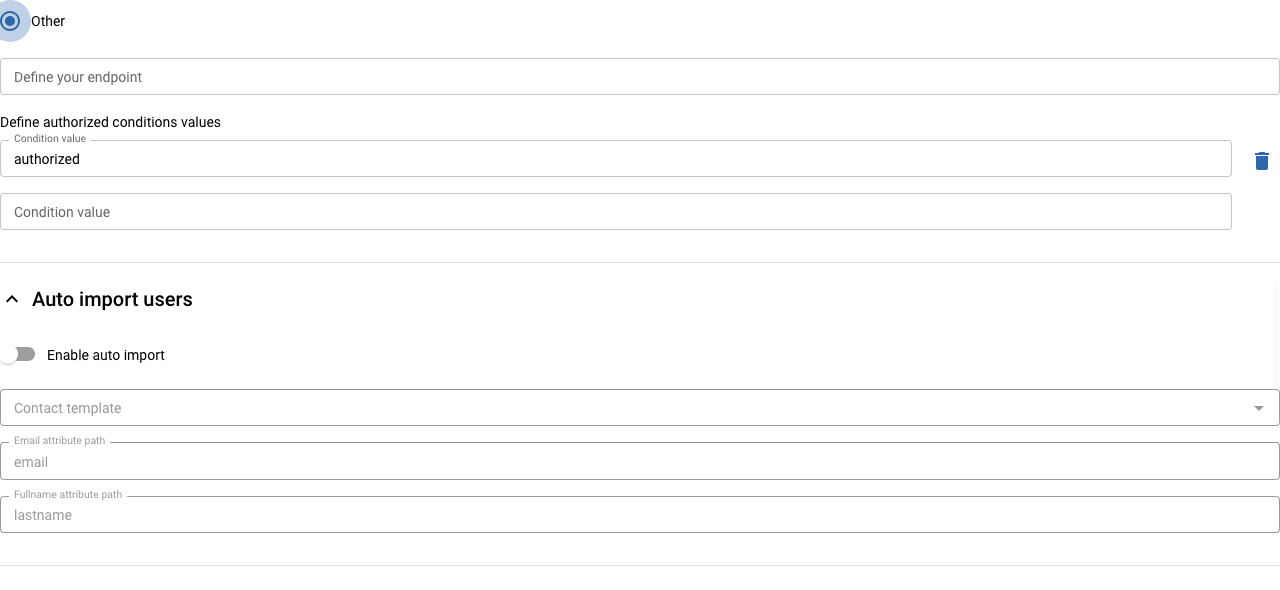 Other
Define your endpoint
Define authorized conditions values
Condition value
authorized
Condition value
Auto import users
Enable auto import
Contact template
Email attribute path
email
Fullname attribute path
lastname